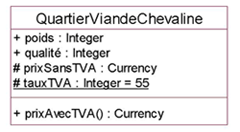 QuartierViandeChevaline
+ poids : Integer
+ qualité : Integer
# prixSansTVA : Currency
# tauxTVA : Integer = 55
+ prixAvecTVA() : Currency